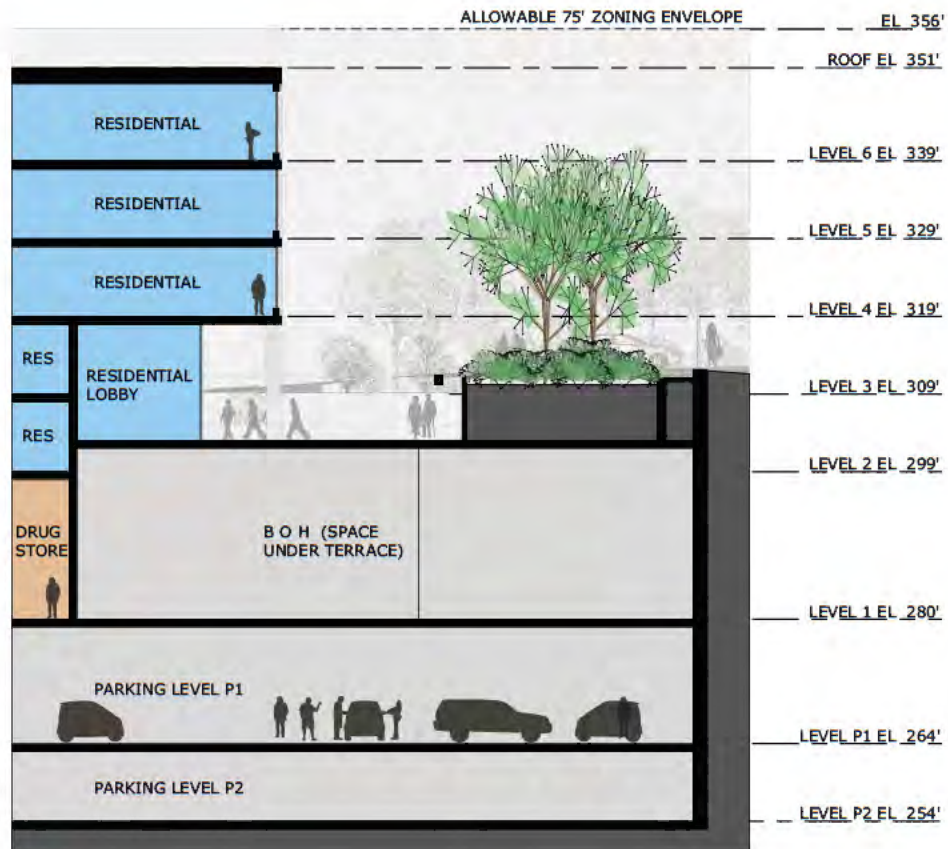 ALLOWABLE 75' ZONING ENVELOPE
EL 356'
ROOF EL 351'
RESIDENTIAL
LEVEL 6 EL 339'
RESIDENTIAL
LEVEL 5 EL 329'
RESIDENTIAL
LEVEL 4 EL 319'
RES
RESIDENTIAL
LOBBY
LEVEL 3 EL 309'
RES
LEVEL 2 EL 299'
DRUG
STORE
B O H (SPACE
UNDER TERRACE)
LEVEL 1 EL 280'
PARKING LEVEL P1
LEVEL P1 EL 264'
PARKING LEVEL P2
LEVEL P2 EL 254'